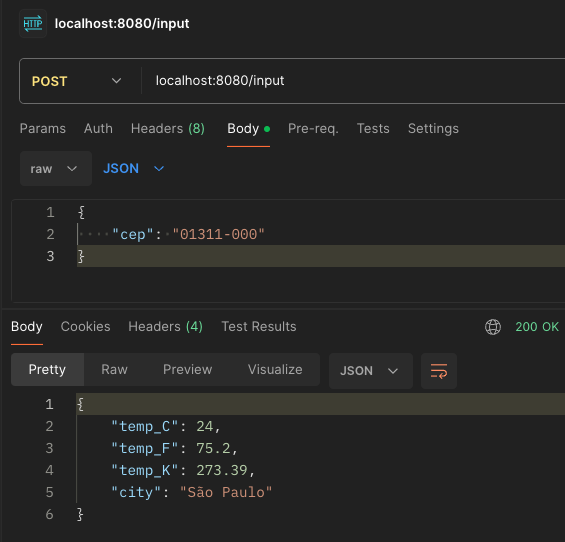 HTTP localhost:8080/input
POST localhost:8080/input
Params Auth Headers (8) Body Pre-req. Tests Settings
raw JSON
1 {
2 ····"cep":·"01311-000"
3 }
Body Cookies Headers (4) Test Results 200 OK
Pretty Raw Preview Visualize JSON
1 {
2 "temp_C": 24,
3 "temp_F": 75.2,
4 "temp_K": 273.39,
5 "city": "São Paulo"
6 }